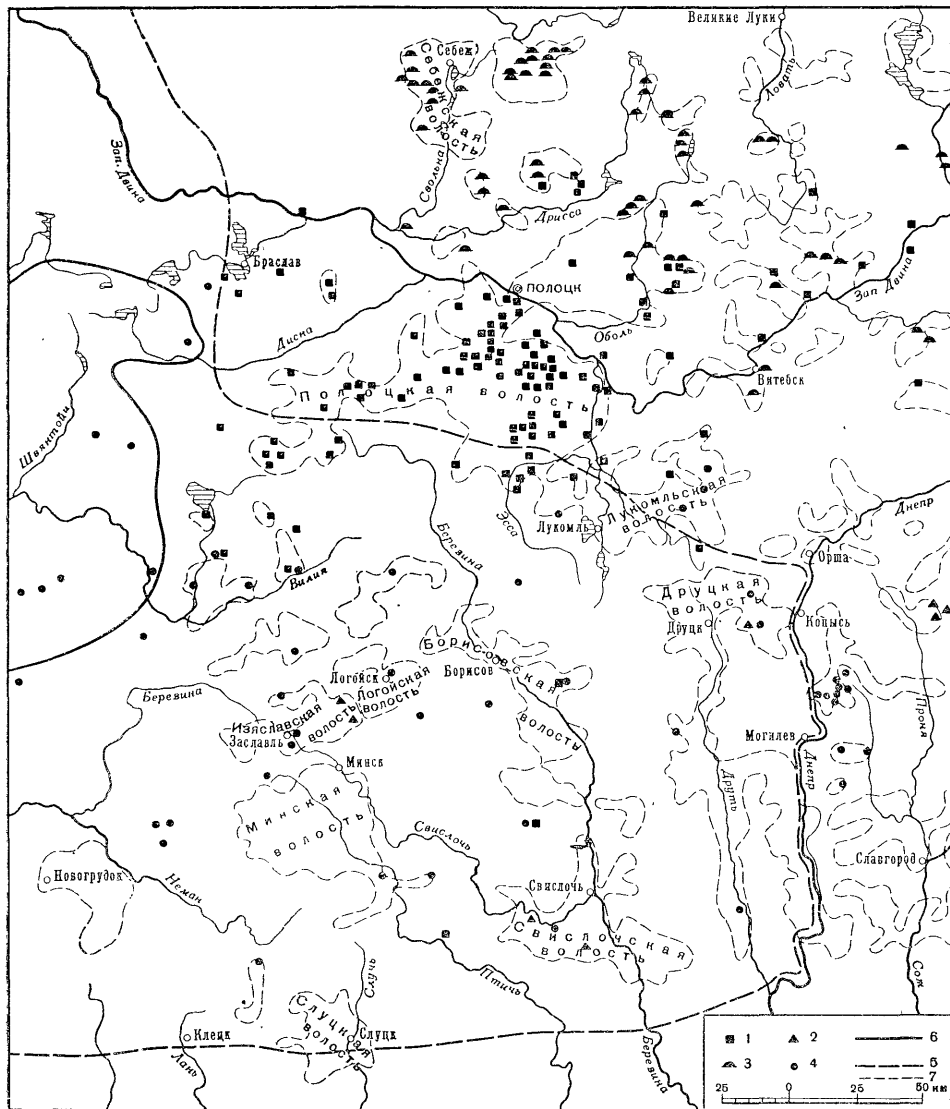 Великие Луки
Себеж
Себежская волость
Ловать
Свольна
Зап. Двина
Дрисса
Браслав
полоцк
Зап Двина
Диска
Оболь
Витебск
Полоцкая волость
Швянтойи
Березина
Эсса
Лукомль
Лукомльская волость
Днепр
Орша
Вилия
Друцкая волость
Друцк
Копысь
Борисовская волость
Борисов
Логойск
Логойская волость
Березина
Изяславская волость
Заславль
Минск
Могилев
Днепр
Проня
Друть
Минская волость
Свислочь
Славгород
Новогрудок
Неман
Свислочь
Свислочская волость
Случь
Птичь
Сож
Клецк
Слуцкая волость
Слуцк
Лань
Березина
1 2 6
3 4 5
7
25 0 25 50 км